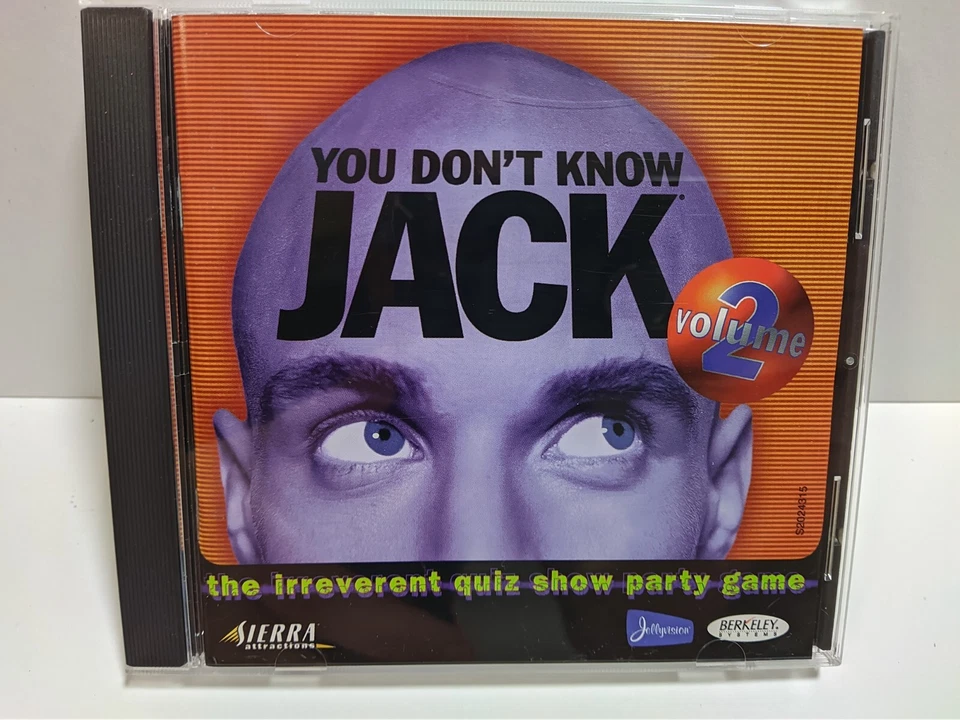 YOU DON'T KNOW
JACK®
volume
2
S2024315
the irreverent quiz show party game
SIERRA
attractions
Jellyvision
BERKELEY
SYSTEMS